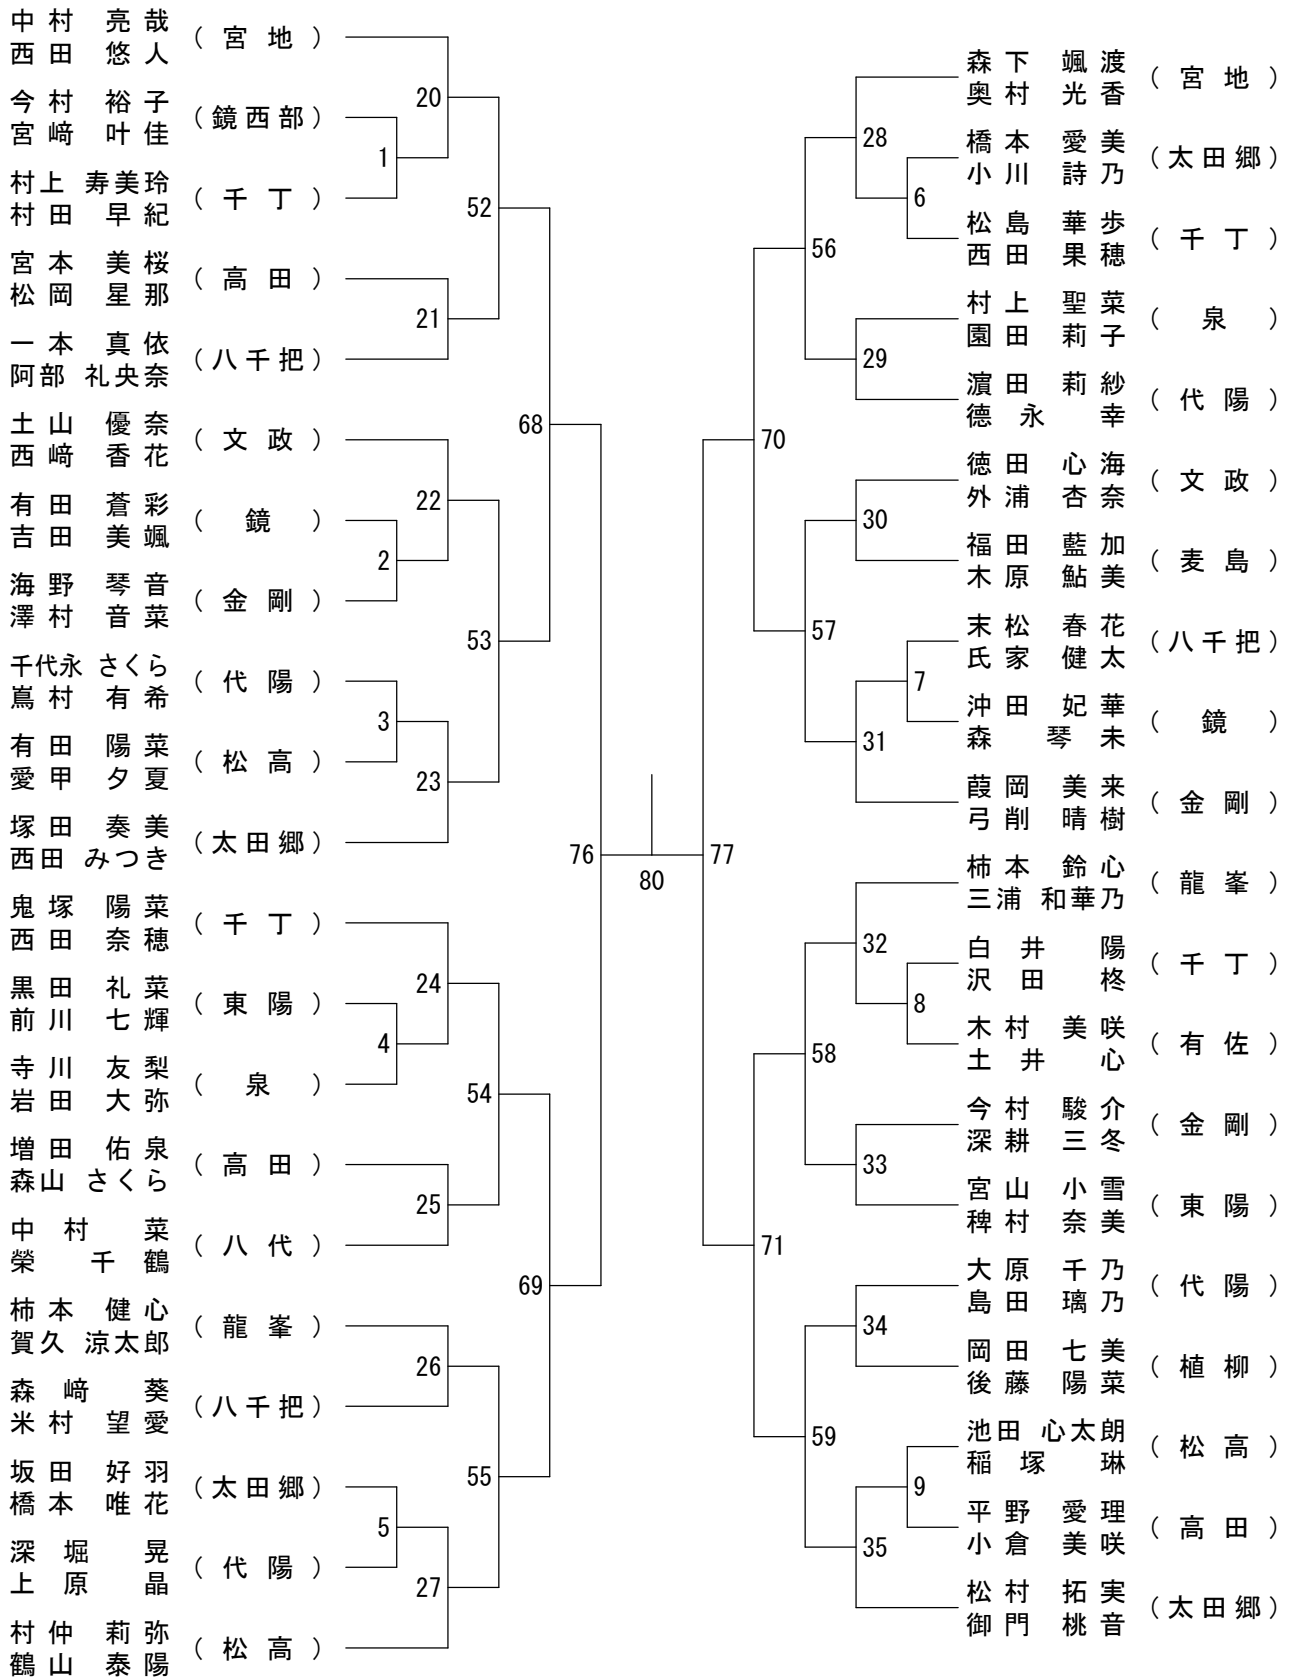 中村 亮哉
西田 悠人
(宮地)
今村 裕子
宮﨑 叶佳
(鏡西部)
村上 寿美玲
村田 早紀
(千丁)
宮本 美桜
松岡 星那
(高田)
一本 真依
阿部 礼央奈
(八千把)
土山 優奈
西﨑 香花
(文政)
有田 蒼彩
吉田 美颯
(鏡)
海野 琴音
澤村 音菜
(金剛)
千代永 さくら
嶌村 有希
(代陽)
有田 陽菜
愛甲 夕夏
(松高)
塚田 奏美
西田 みつき
(太田郷)
鬼塚 陽菜
西田 奈穂
(千丁)
黒田 礼菜
前川 七輝
(東陽)
寺川 友梨
岩田 大弥
(泉)
増田 佑泉
森山 さくら
(高田)
中村 菜
榮 千鶴
(八代)
柿本 健心
賀久 涼太郎
(龍峯)
森﨑 葵
米村 望愛
(八千把)
坂田 好羽
橋本 唯花
(太田郷)
深堀 晃
上原 晶
(代陽)
村仲 莉弥
鶴山 泰陽
(松高)
1
2
3
4
5
20
21
22
23
24
25
26
27
52
53
54
55
68
69
76
80
77
70
71
56
57
58
59
28
29
30
31
32
33
34
35
6
7
8
9
森下 颯渡
奥村 光香
(宮地)
橋本 愛美
小川 詩乃
(太田郷)
松島 華歩
西田 果穂
(千丁)
村上 聖菜
園田 莉子
(泉)
濵田 莉紗
德永 幸
(代陽)
徳田 心海
外浦 杏奈
(文政)
福田 藍加
木原 鮎美
(麦島)
末松 春花
氏家 健太
(八千把)
沖田 妃華
森 琴未
(鏡)
葭岡 美来
弓削 晴樹
(金剛)
柿本 鈴心
三浦 和華乃
(龍峯)
白井 陽
沢田 柊
(千丁)
木村 美咲
土井 心
(有佐)
今村 駿介
深耕 三冬
(金剛)
宮山 小雪
稗村 奈美
(東陽)
大原 千乃
島田 璃乃
(代陽)
岡田 七美
後藤 陽菜
(植柳)
池田 心太朗
稲塚 琳
(松高)
平野 愛理
小倉 美咲
(高田)
松村 拓実
御門 桃音
(太田郷)